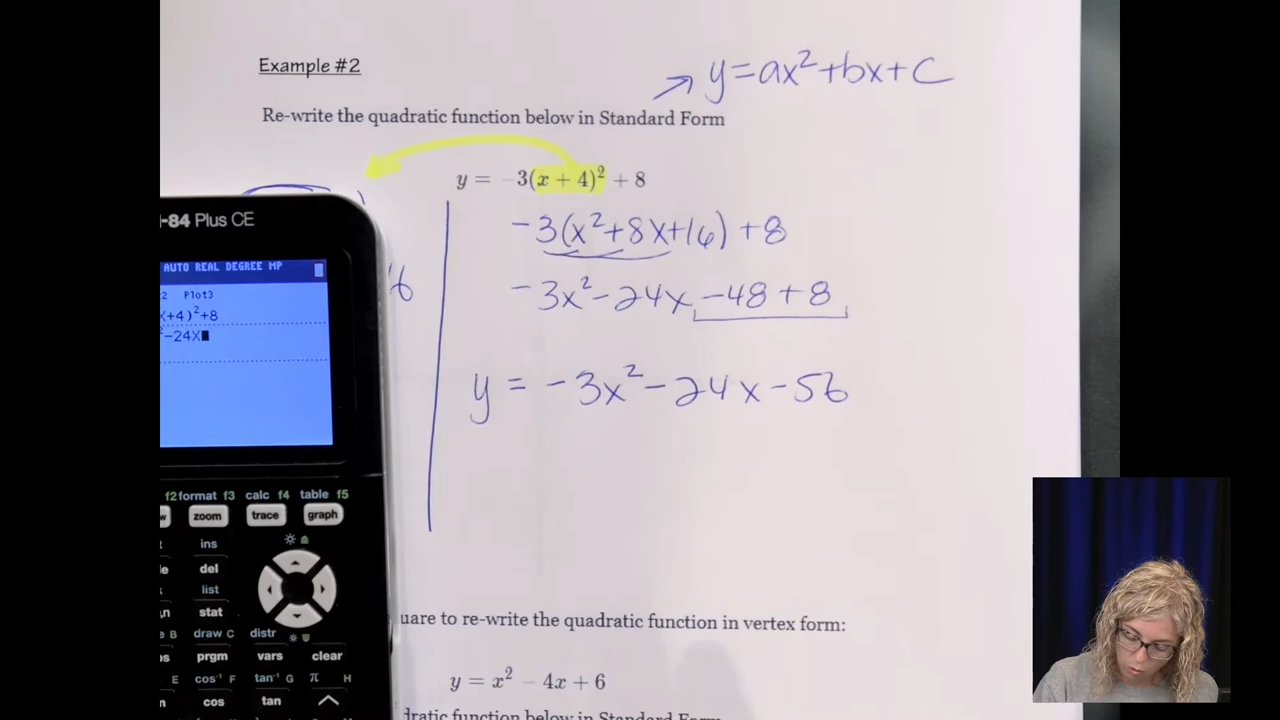 Example #2
y=ax²+bx+c
Re-write the quadratic function below in Standard Form
y = -3(x + 4)² + 8
-3(x²+8x+16)+8
-3x²-24x-48+8
y = -3x²-24x-56
-84 Plus CE
AUTO REAL DEGREE MP
2 Plot3
x+4)²+8
²-24X
f2 format f3 calc f4 table f5
w zoom trace graph
ins
del
list
stat
B draw C distr
prgm vars clear
E cos⁻¹ F tan⁻¹ G π H
cos tan ^
uare to re-write the quadratic function in vertex form:
y = x² - 4x + 6
dratic function below in Standard Form